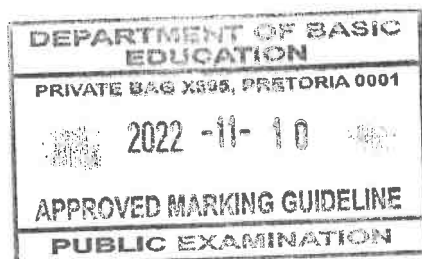 DEPARTMENT OF BASIC
EDUCATION
PRIVATE BAG X895, PRETORIA 0001
2022 -11- 10
APPROVED MARKING GUIDELINE
PUBLIC EXAMINATION